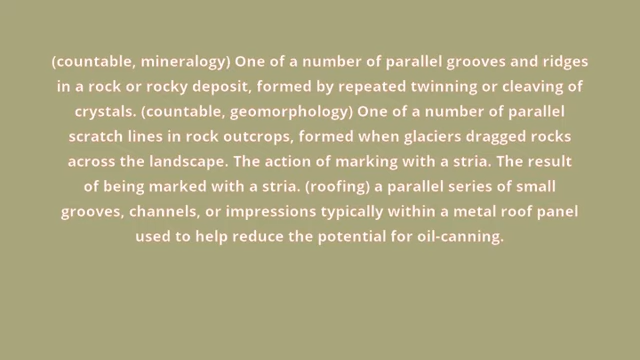 (countable, mineralogy) One of a number of parallel grooves and ridges
in a rock or rocky deposit, formed by repeated twinning or cleaving of
crystals. (countable, geomorphology) One of a number of parallel
scratch lines in rock outcrops, formed when glaciers dragged rocks
across the landscape. The action of marking with a stria. The result
of being marked with a stria. (roofing) a parallel series of small
grooves, channels, or impressions typically within a metal roof panel
used to help reduce the potential for oil-canning.